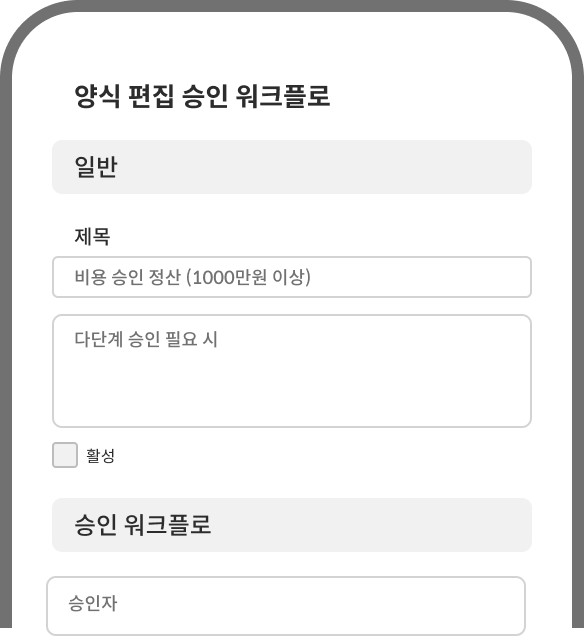 양식 편집 승인 워크플로
일반
제목
비용 승인 정산 (1000만원 이상)
다단계 승인 필요 시
활성
승인 워크플로
승인자